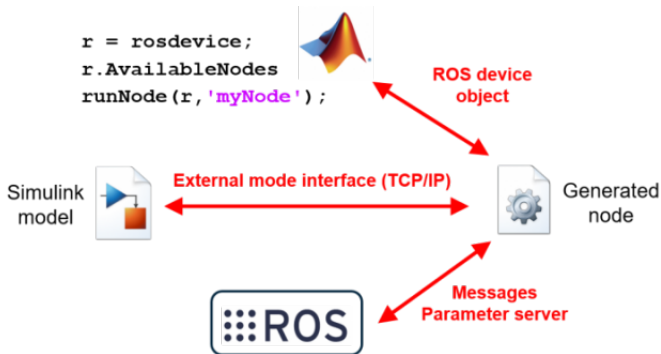 r = rosdevice;
r.AvailableNodes
runNode(r,'myNode');
ROS device
object
External mode interface (TCP/IP)
Simulink
model
Generated
node
Messages
Parameter server
ROS